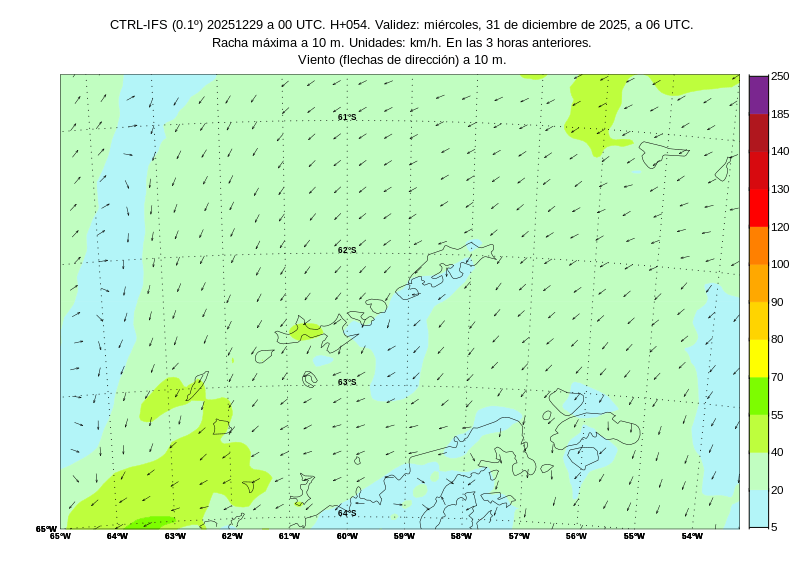 CTRL-IFS (0.1º) 20251229 a 00 UTC. H+054. Validez: miércoles, 31 de diciembre de 2025, a 06 UTC.
Racha máxima a 10 m. Unidades: km/h. En las 3 horas anteriores.
Viento (flechas de dirección) a 10 m.
61°S
62°S
63°S
64°S
65°W
65°W 64°W 63°W 62°W 61°W 60°W 59°W 58°W 57°W 56°W 55°W 54°W
250
185
140
130
120
100
90
80
70
55
40
20
5